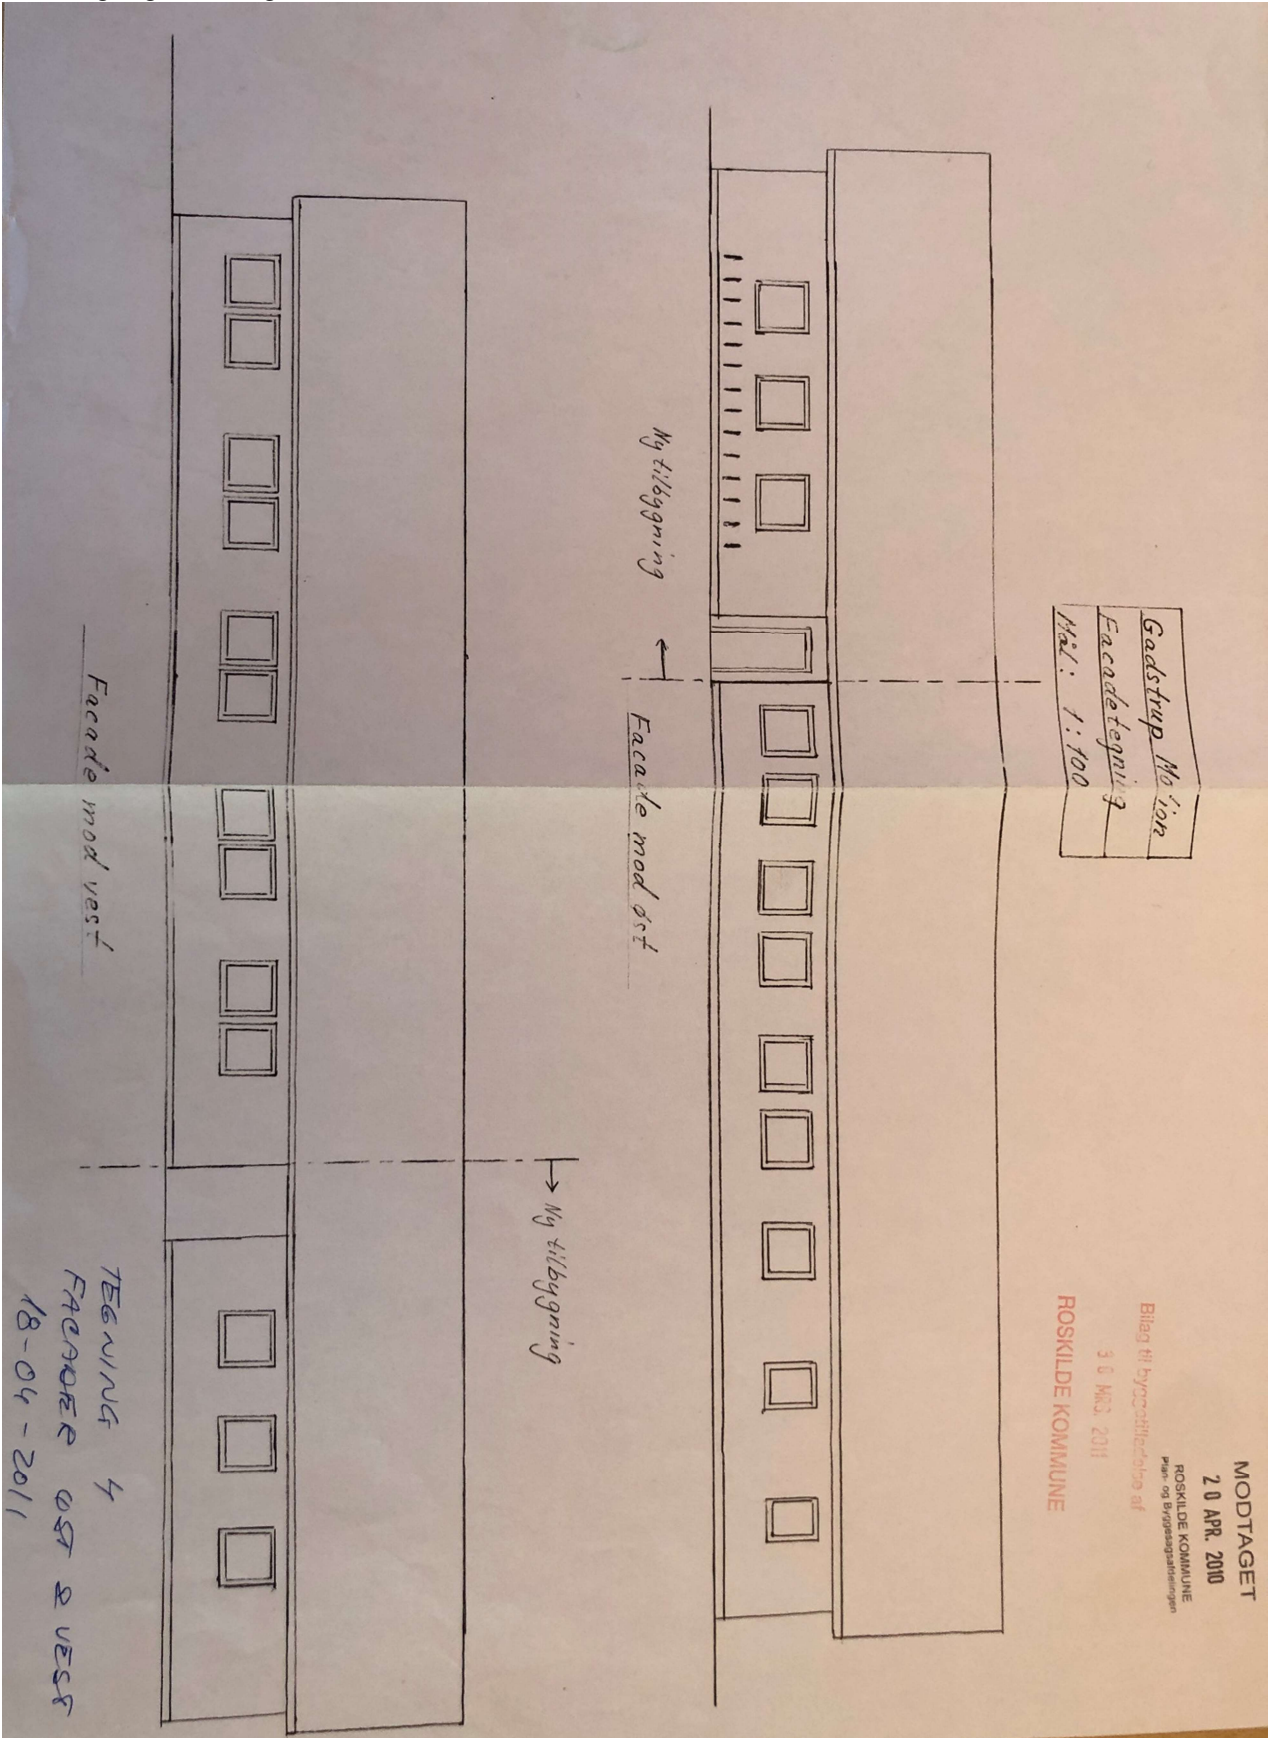 MODTAGET
20 APR. 2010
ROSKILDE KOMMUNE
Plan- og Byggesagsafdelingen
Bilag til byggetilladelse af
30 MRS. 2011
ROSKILDE KOMMUNE
Gadstrup Motion
Facadetegning
Mål: 1:100
Ny tilbygning
Facade mod øst
Ny tilbygning
Facade mod vest
TEGNING 4
FACADER ØST & VEST
18-04-2011